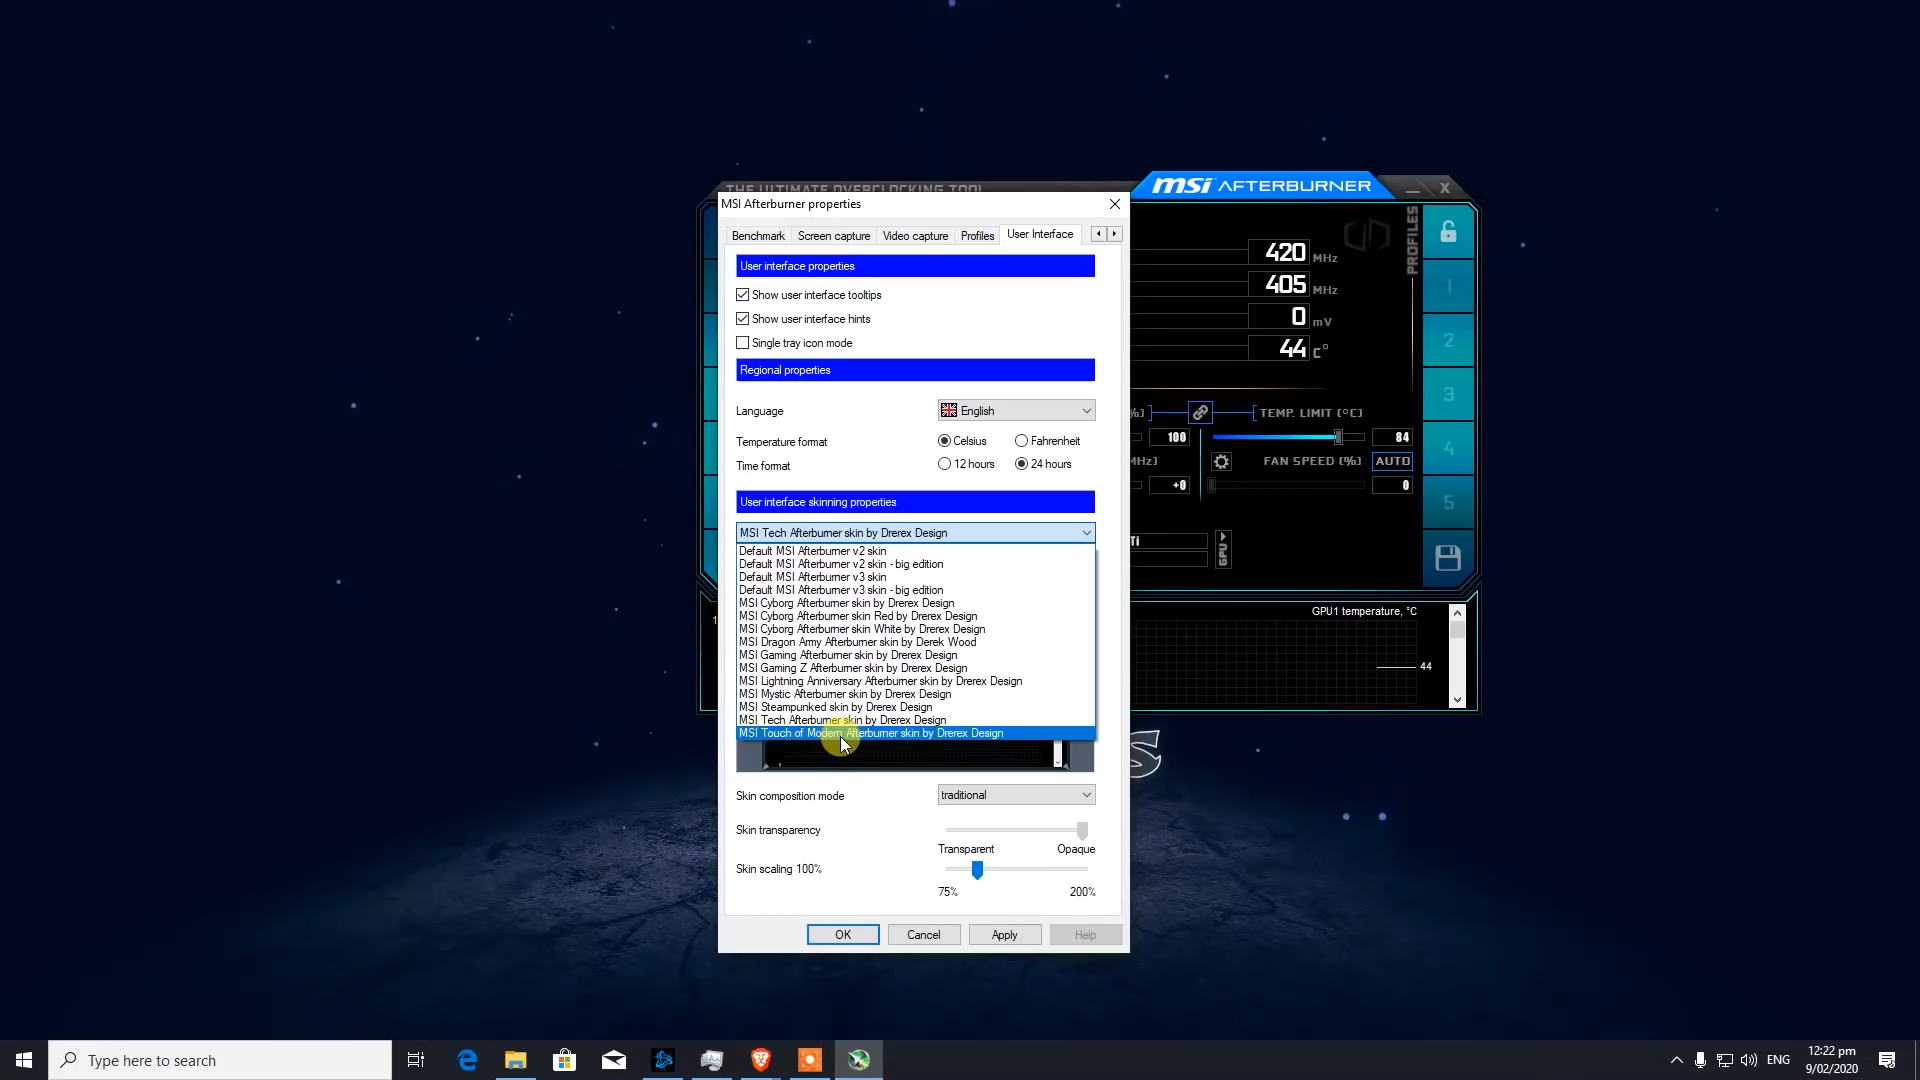 THE ULTIMATE OVERCLOCKING TOOL
msi AFTERBURNER
MSI Afterburner properties
Benchmark
Screen capture
Video capture
Profiles
User Interface
User interface properties
Show user interface tooltips
Show user interface hints
Single tray icon mode
Regional properties
Language
English
Temperature format
Celsius
Fahrenheit
Time format
12 hours
24 hours
User interface skinning properties
MSI Tech Afterburner skin by Drerex Design
Default MSI Afterburner v2 skin
Default MSI Afterburner v2 skin - big edition
Default MSI Afterburner v3 skin
Default MSI Afterburner v3 skin - big edition
MSI Cyborg Afterburner skin by Drerex Design
MSI Cyborg Afterburner skin Red by Drerex Design
MSI Cyborg Afterburner skin White by Drerex Design
MSI Dragon Army Afterburner skin by Derek Wood
MSI Gaming Afterburner skin by Drerex Design
MSI Gaming Z Afterburner skin by Drerex Design
MSI Lightning Anniversary Afterburner skin by Drerex Design
MSI Mystic Afterburner skin by Drerex Design
MSI Steampunked skin by Drerex Design
MSI Tech Afterburner skin by Drerex Design
MSI Touch of Modern Afterburner skin by Drerex Design
Skin composition mode
traditional
Skin transparency
Transparent
Opaque
Skin scaling 100%
75%
200%
OK
Cancel
Apply
Help
420 MHz
405 MHz
0 mV
44 C°
PROFILES
1
2
3
4
5
%)
TEMP. LIMIT (°C)
100
84
MHz)
FAN SPEED (%)
AUTO
+0
0
Ti
GPU
1
GPU1 temperature, °C
44
S
Type here to search
ENG
12:22 pm
9/02/2020